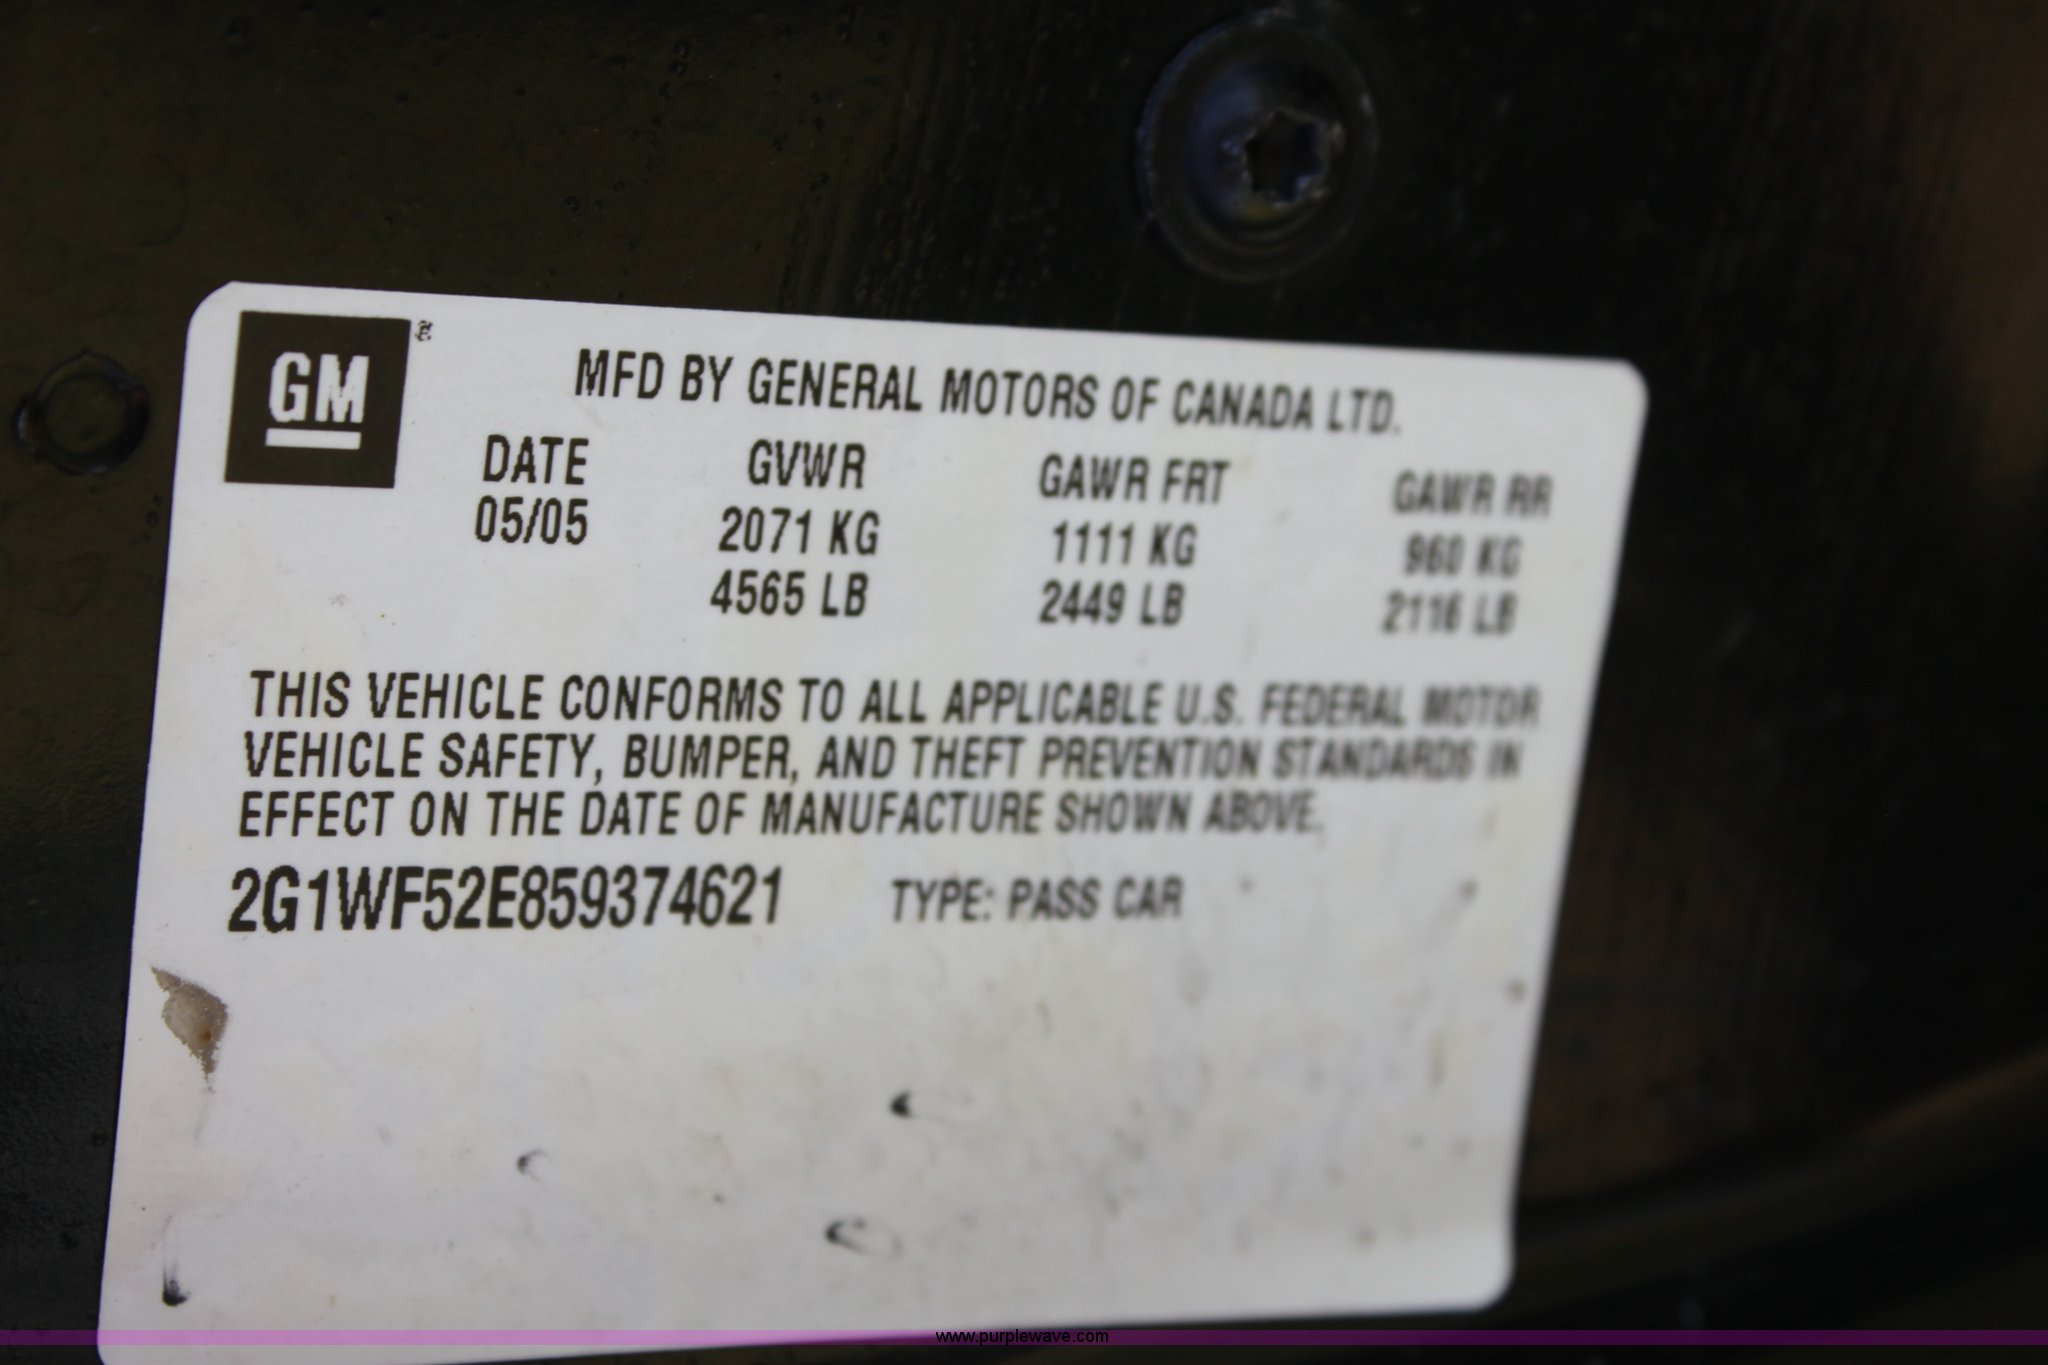 GM ®
MFD BY GENERAL MOTORS OF CANADA LTD.
DATE GVWR GAWR FRT GAWR RR
05/05 2071 KG 1111 KG 960 KG
4565 LB 2449 LB 2116 LB
THIS VEHICLE CONFORMS TO ALL APPLICABLE U.S. FEDERAL MOTOR
VEHICLE SAFETY, BUMPER, AND THEFT PREVENTION STANDARDS IN
EFFECT ON THE DATE OF MANUFACTURE SHOWN ABOVE.
2G1WF52E859374621 TYPE: PASS CAR
www.purplewave.com